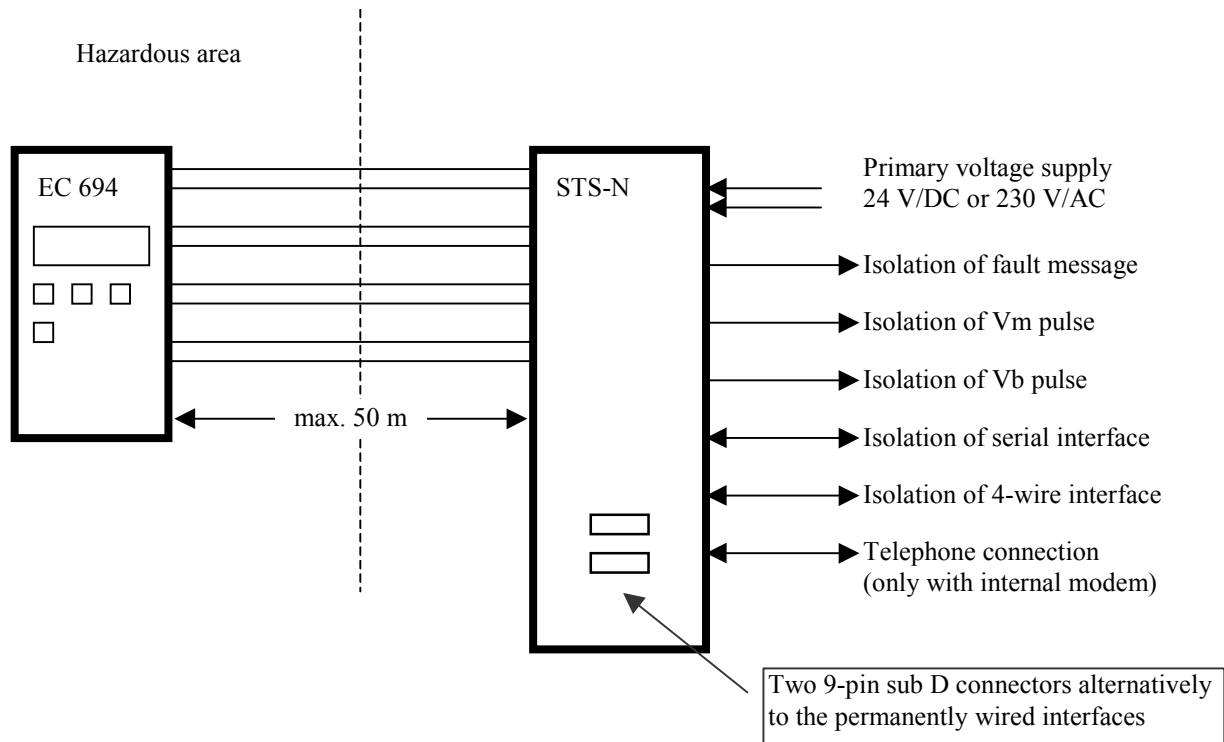 Hazardous area
EC 694
STS-N
Primary voltage supply
24 V/DC or 230 V/AC
Isolation of fault message
Isolation of Vm pulse
Isolation of Vb pulse
max. 50 m
Isolation of serial interface
Isolation of 4-wire interface
Telephone connection
(only with internal modem)
Two 9-pin sub D connectors alternatively
to the permanently wired interfaces